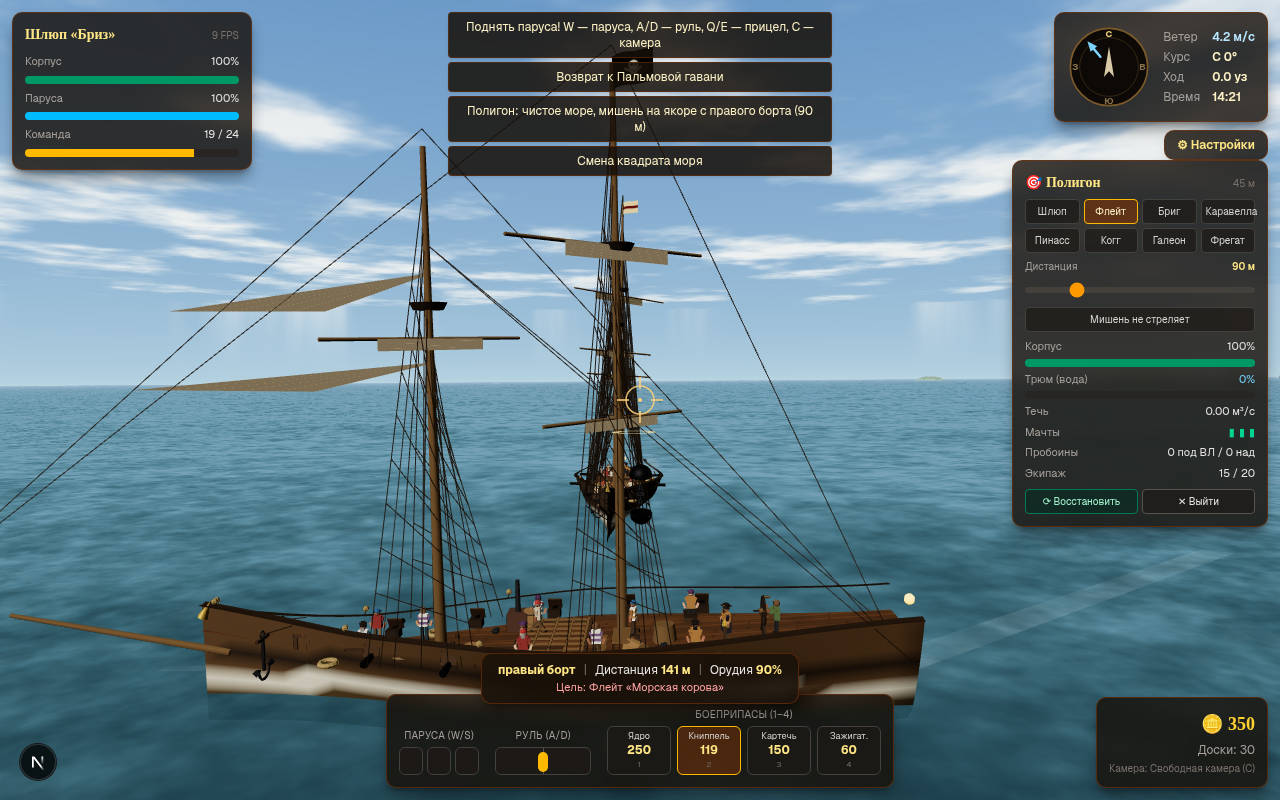 Шлюп «Бриз»
9 FPS
Корпус
100%
Паруса
100%
Команда
19 / 24
Поднять паруса! W — паруса, A/D — руль, Q/E — прицел, C —
камера
Возврат к Пальмовой гавани
Полигон: чистое море, мишень на якоре с правого борта (90
м)
Смена квадрата моря
С
З
В
Ю
Ветер
4.2 м/с
Курс
С 0°
Ход
0.0 уз
Время
14:21
⚙ Настройки
🎯 Полигон
45 м
Шлюп
Флейт
Бриг
Каравелла
Пинасс
Когг
Галеон
Фрегат
Дистанция
90 м
Мишень не стреляет
Корпус
100%
Трюм (вода)
0%
Течь
0.00 м³/с
Мачты
Пробоины
0 под ВЛ / 0 над
Экипаж
15 / 20
⟳ Восстановить
✕ Выйти
правый борт | Дистанция 141 м | Орудия 90%
Цель: Флейт «Морская корова»
ПАРУСА (W/S)
РУЛЬ (A/D)
БОЕПРИПАСЫ (1–4)
Ядро
250
1
Книппель
119
2
Картечь
150
3
Зажигат.
60
4
N
🪙 350
Доски: 30
Камера: Свободная камера (C)